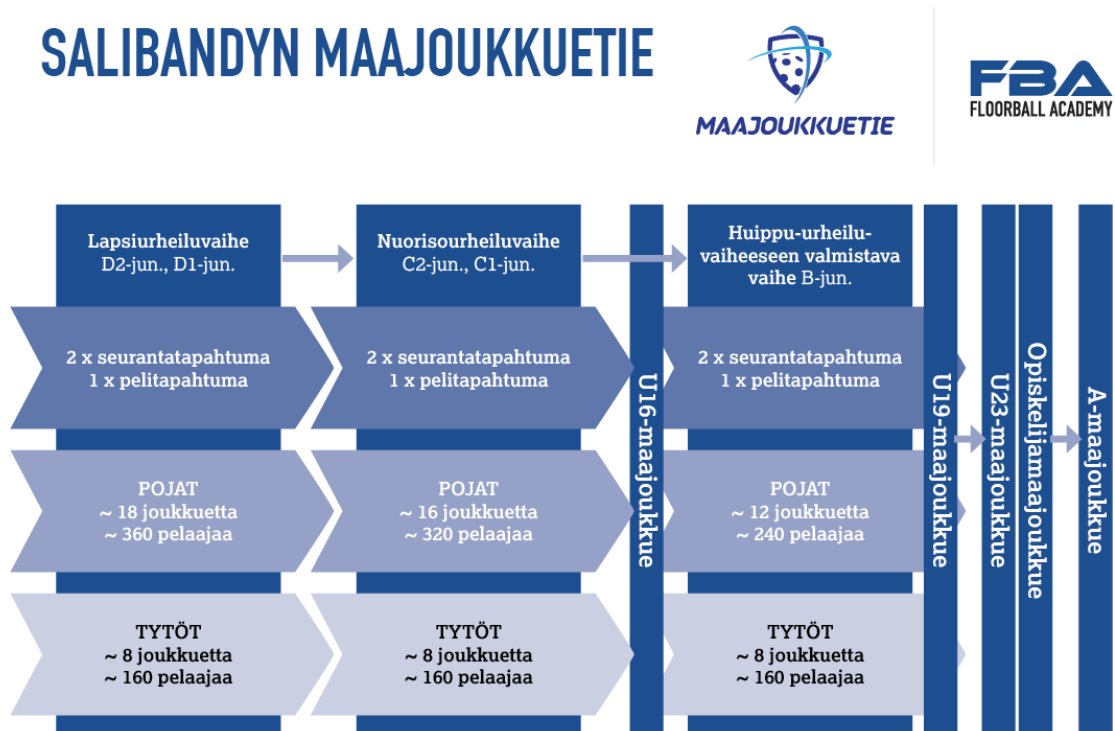 SALIBANDYN MAAJOUKKUETIE
MAAJOUKKUETIE
FBA
FLOORBALL ACADEMY
Lapsiurheiluvaihe
D2-jun., D1-jun.
2 x seurantatapahtuma
1 x pelitapahtuma
POJAT
~ 18 joukkuetta
~ 360 pelaajaa
TYTÖT
~ 8 joukkuetta
~ 160 pelaajaa
Nuorisourheiluvaihe
C2-jun., C1-jun.
2 x seurantatapahtuma
1 x pelitapahtuma
POJAT
~ 16 joukkuetta
~ 320 pelaajaa
TYTÖT
~ 8 joukkuetta
~ 160 pelaajaa
U16-maajoukkue
Huippu-urheilu-
vaiheeseen valmistava
vaihe B-jun.
2 x seurantatapahtuma
1 x pelitapahtuma
POJAT
~ 12 joukkuetta
~ 240 pelaajaa
TYTÖT
~ 8 joukkuetta
~ 160 pelaajaa
U19-maajoukkue
U23-maajoukkue
Opiskelijamaajoukkue
A-maajoukkue